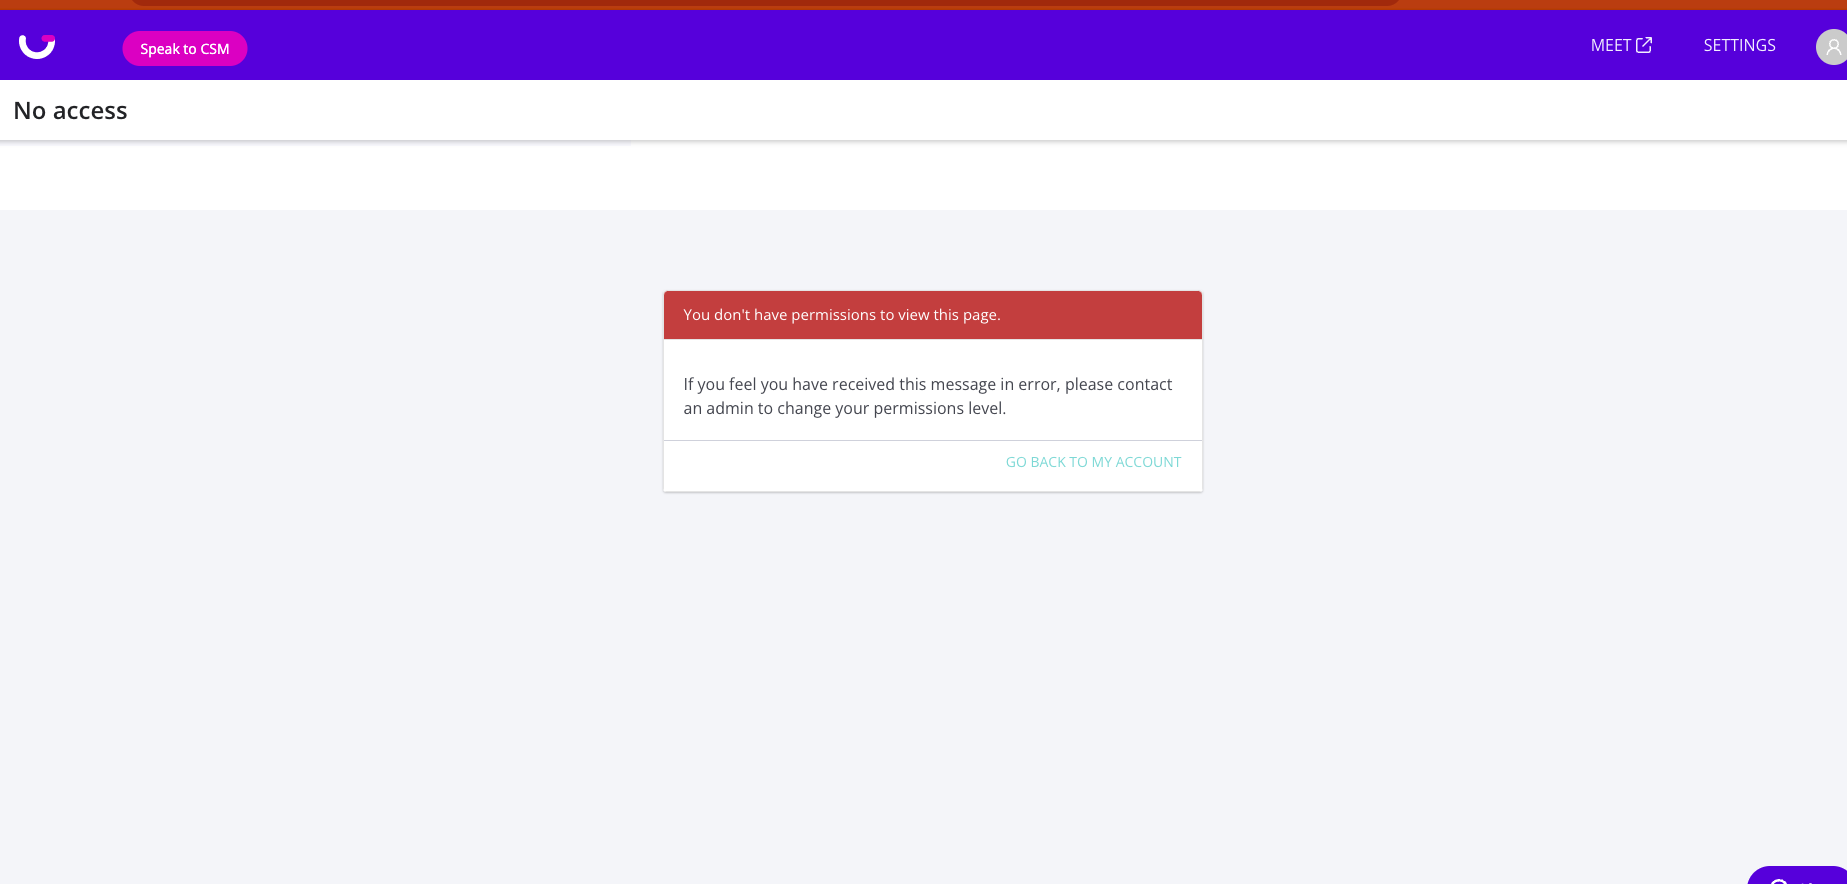 Speak to CSM
MEET
SETTINGS
No access
You don't have permissions to view this page.
If you feel you have received this message in error, please contact
an admin to change your permissions level.
GO BACK TO MY ACCOUNT